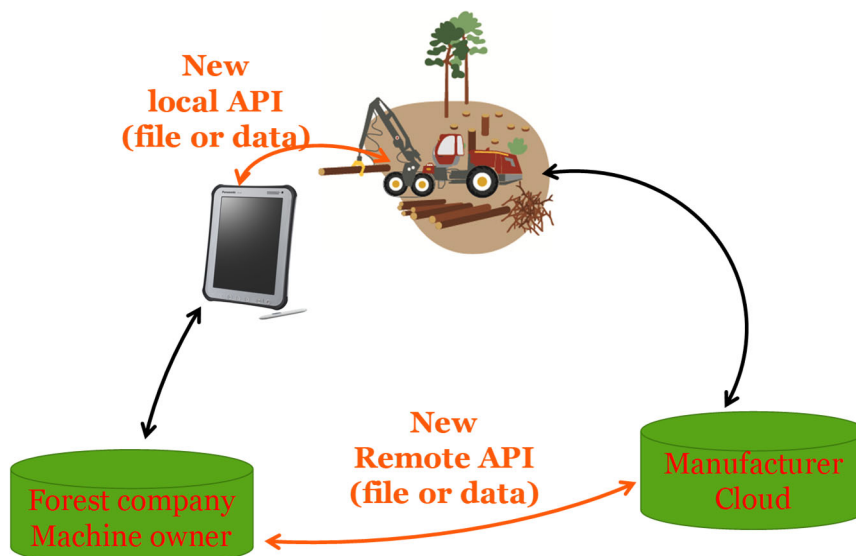 New
local API
(file or data)
New
Remote API
(file or data)
Manufacturer
Cloud
Forest company
Machine owner